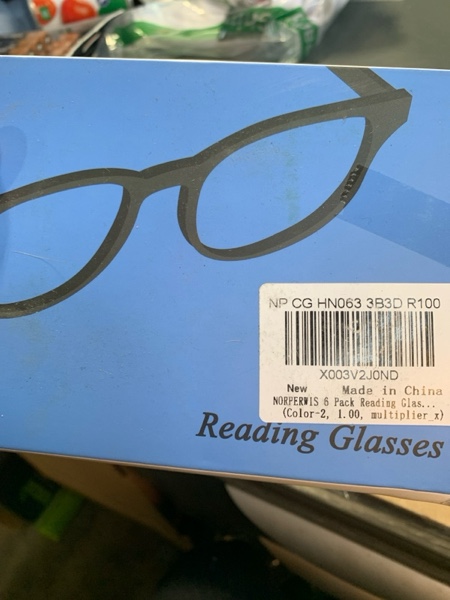 NP CG HN063 3B3D R100
X003V2J0ND
New Made in China
NORPERWIS 6 Pack Reading Glas...
(Color-2, 1.00, multiplier_x)
Reading Glasses